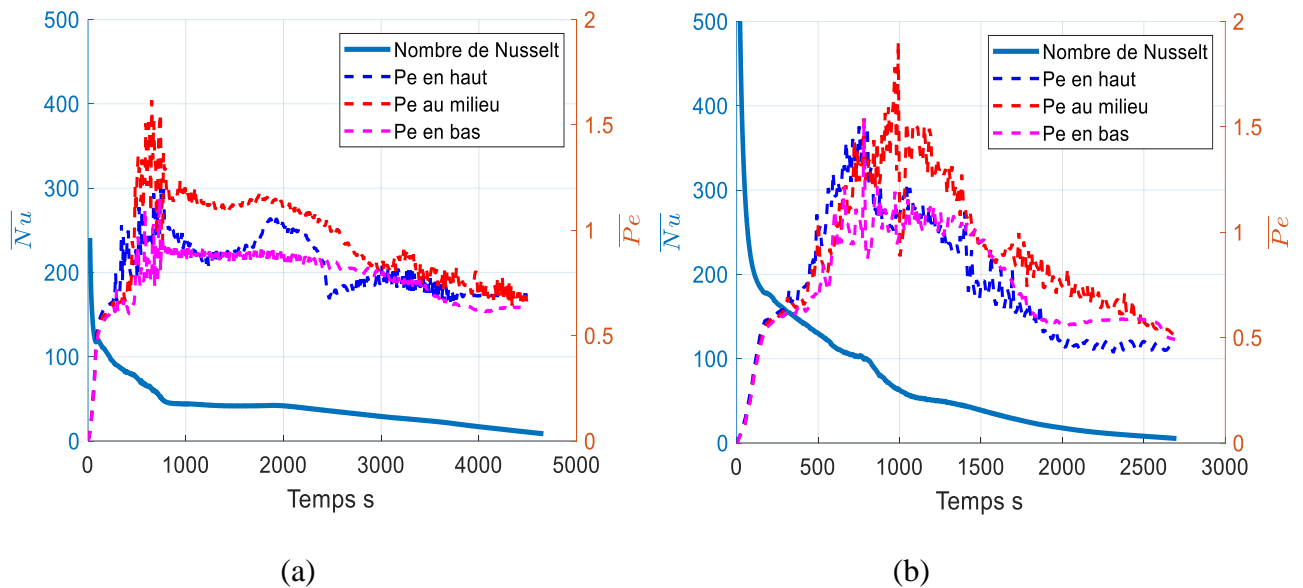 500
400
300
200
100
0
Nu
2
1.5
1
0.5
0
Pe
Nombre de Nusselt
Pe en haut
Pe au milieu
Pe en bas
0 1000 2000 3000 4000 5000
Temps s
(a)
500
400
300
200
100
0
Nu
2
1.5
1
0.5
0
Pe
Nombre de Nusselt
Pe en haut
Pe au milieu
Pe en bas
0 500 1000 1500 2000 2500 3000
Temps s
(b)